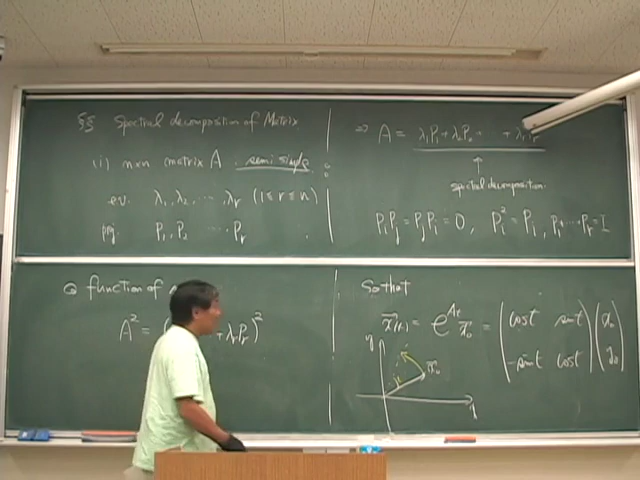 §§ Spectral decomposition of Matrix
(i) n×n matrix A semi simple
ev. λ₁, λ₂, ⋯, λr (1≤r≤n)
proj. P₁, P₂ ⋯ Pr
⇒ A = λ₁P₁+λ₂P₂+ ⋯ + λrPr
↑
spectral decomposition
PiPj = PjPi = O, Pi² = Pi, P₁+⋯+Pr = I
function of
A² = ( + λrPr)²
So that
x(t) = e^{At} x₀ = ( cost sint ) ( x₀ )
( -sint cost ) ( y₀ )
y
x₀